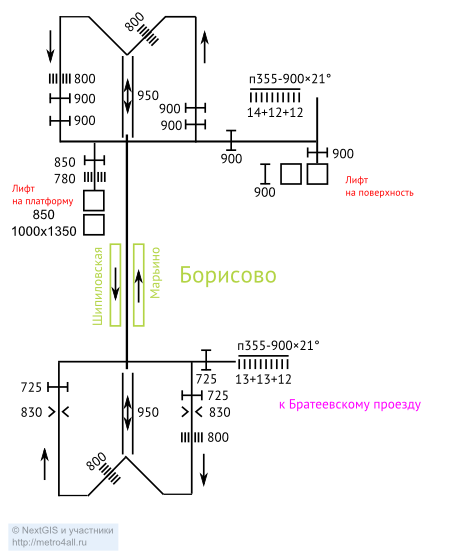 800
800
900
900
950
900
900
п355-900×21°
14+12+12
900
900
900
850
780
Лифт
на платформу
850
1000x1350
Лифт
на поверхность
Шипиловская
Марьино
Борисово
п355-900×21°
13+13+12
725
725
830
950
725
830
800
800
к Братеевскому проезду
© NextGIS и участники
http://metro4all.ru